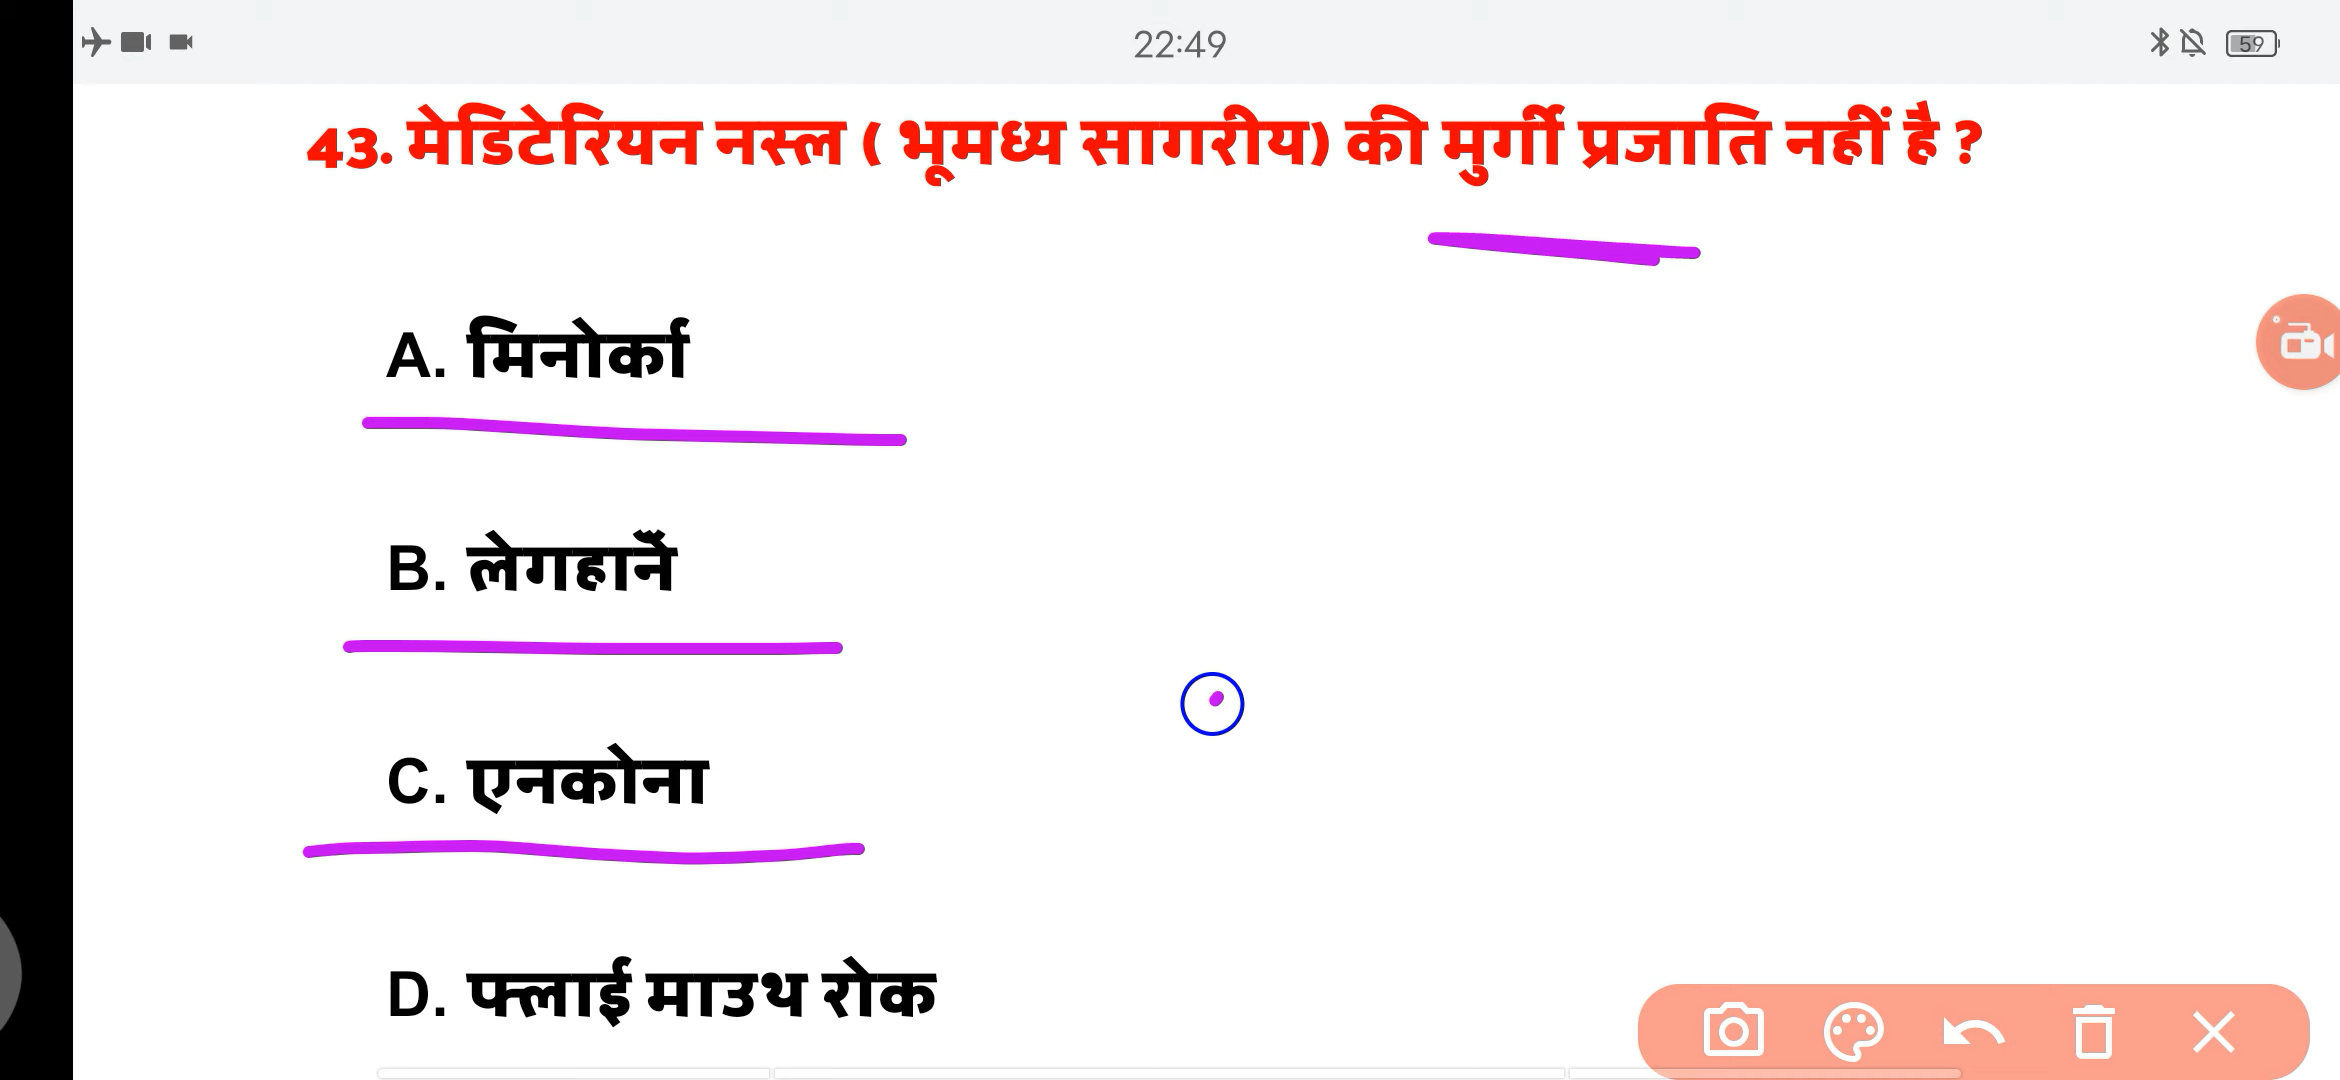 22:49
59
43. मेडिटेरियन नस्ल ( भूमध्य सागरीय) की मुर्गी प्रजाति नहीं है ?
A. मिनोर्का
B. लेगहार्ने
C. एनकोना
D. फ्लाई माउथ रोक